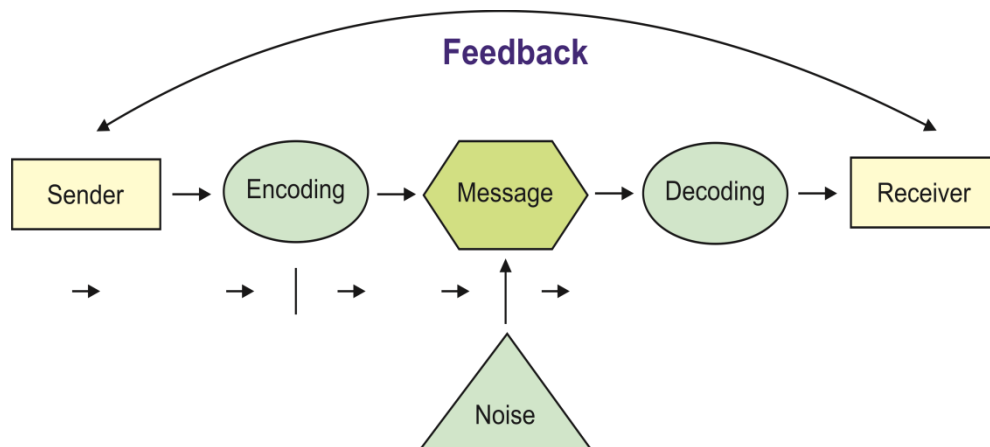 Feedback
Sender
Encoding
Message
Decoding
Receiver
Noise